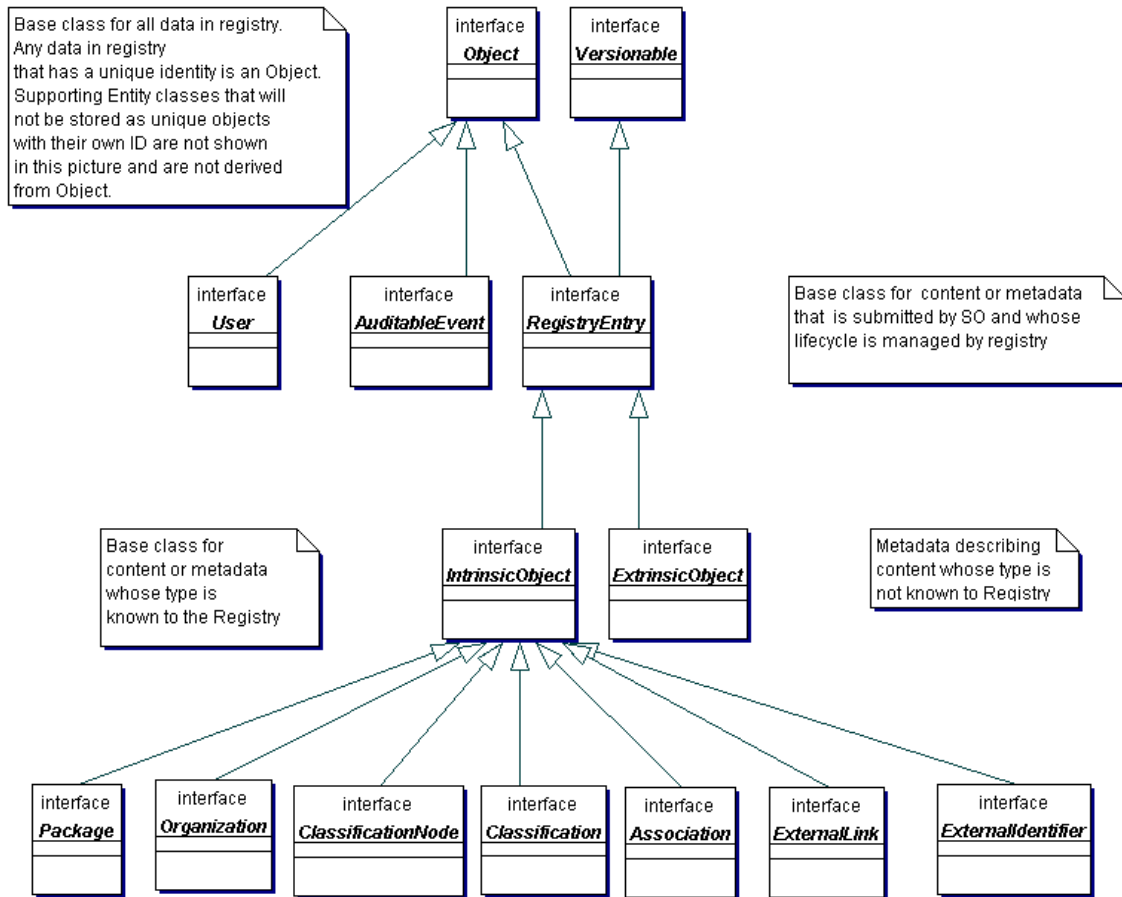 Base class for all data in registry.
Any data in registry
that has a unique identity is an Object.
Supporting Entity classes that will
not be stored as unique objects
with their own ID are not shown
in this picture and are not derived
from Object.
interface
Object
interface
Versionable
interface
User
interface
AuditableEvent
interface
RegistryEntry
Base class for content or metadata
that is submitted by SO and whose
lifecycle is managed by registry
Base class for
content or metadata
whose type is
known to the Registry
interface
IntrinsicObject
interface
ExtrinsicObject
Metadata describing
content whose type is
not known to Registry
interface
Package
interface
Organization
interface
ClassificationNode
interface
Classification
interface
Association
interface
ExternalLink
interface
ExternalIdentifier